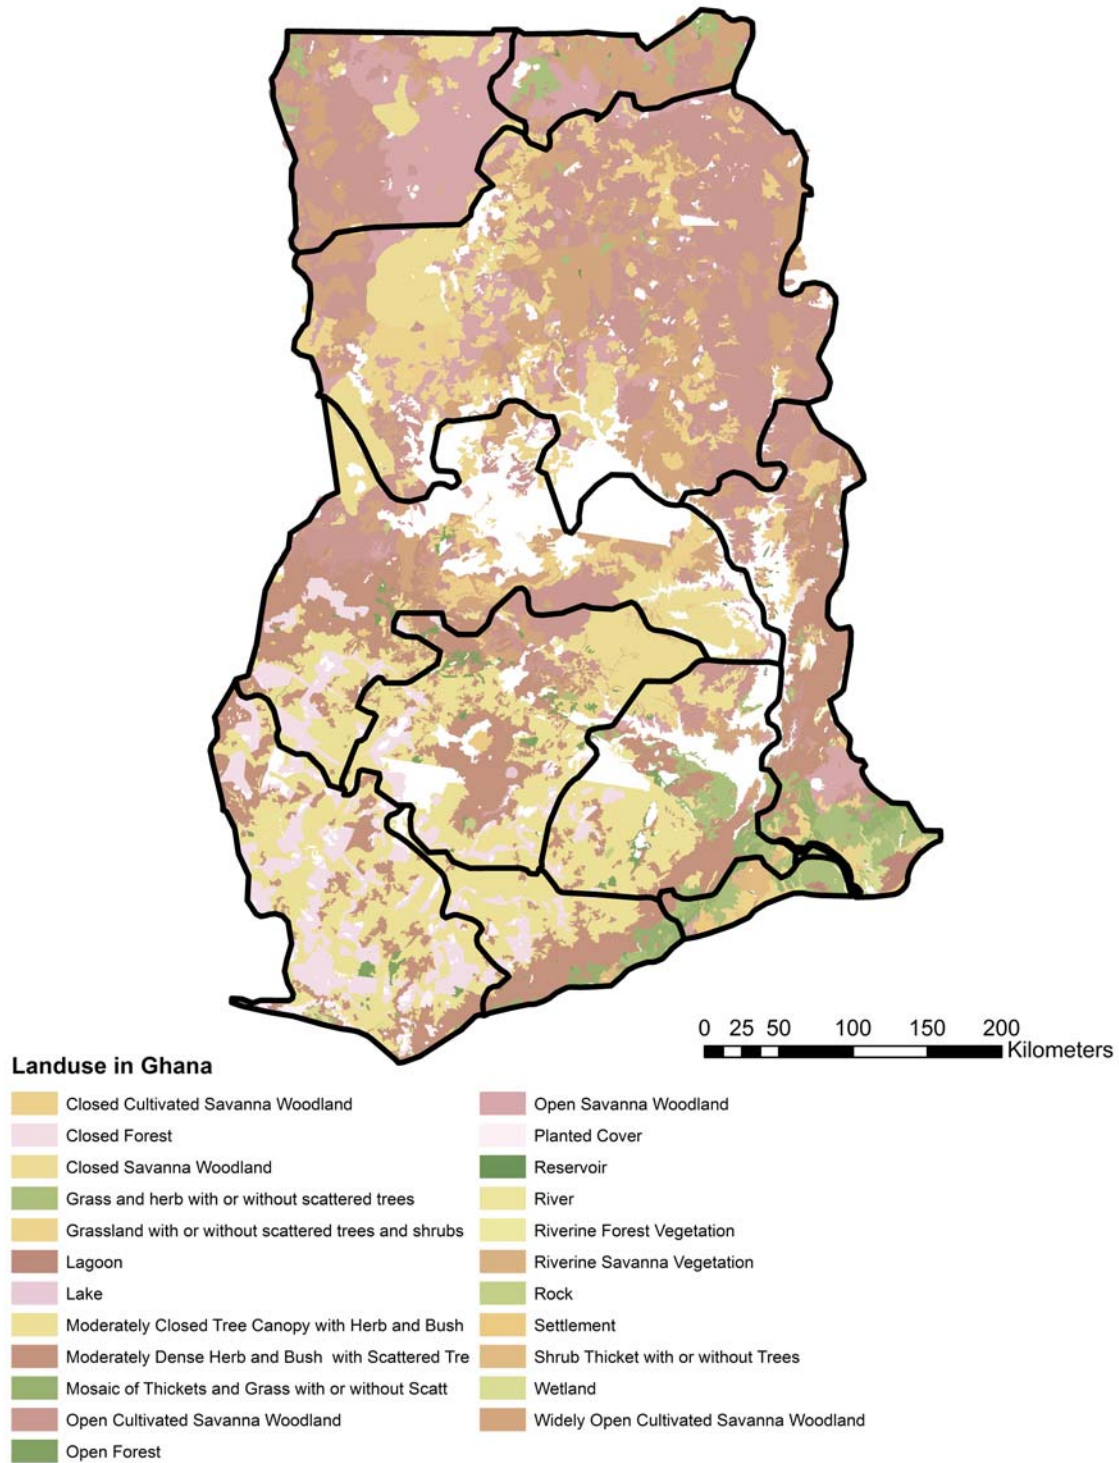 0 25 50 100 150 200
Kilometers
Landuse in Ghana
Closed Cultivated Savanna Woodland
Closed Forest
Closed Savanna Woodland
Grass and herb with or without scattered trees
Grassland with or without scattered trees and shrubs
Lagoon
Lake
Moderately Closed Tree Canopy with Herb and Bush
Moderately Dense Herb and Bush with Scattered Tre
Mosaic of Thickets and Grass with or without Scatt
Open Cultivated Savanna Woodland
Open Forest
Open Savanna Woodland
Planted Cover
Reservoir
River
Riverine Forest Vegetation
Riverine Savanna Vegetation
Rock
Settlement
Shrub Thicket with or without Trees
Wetland
Widely Open Cultivated Savanna Woodland